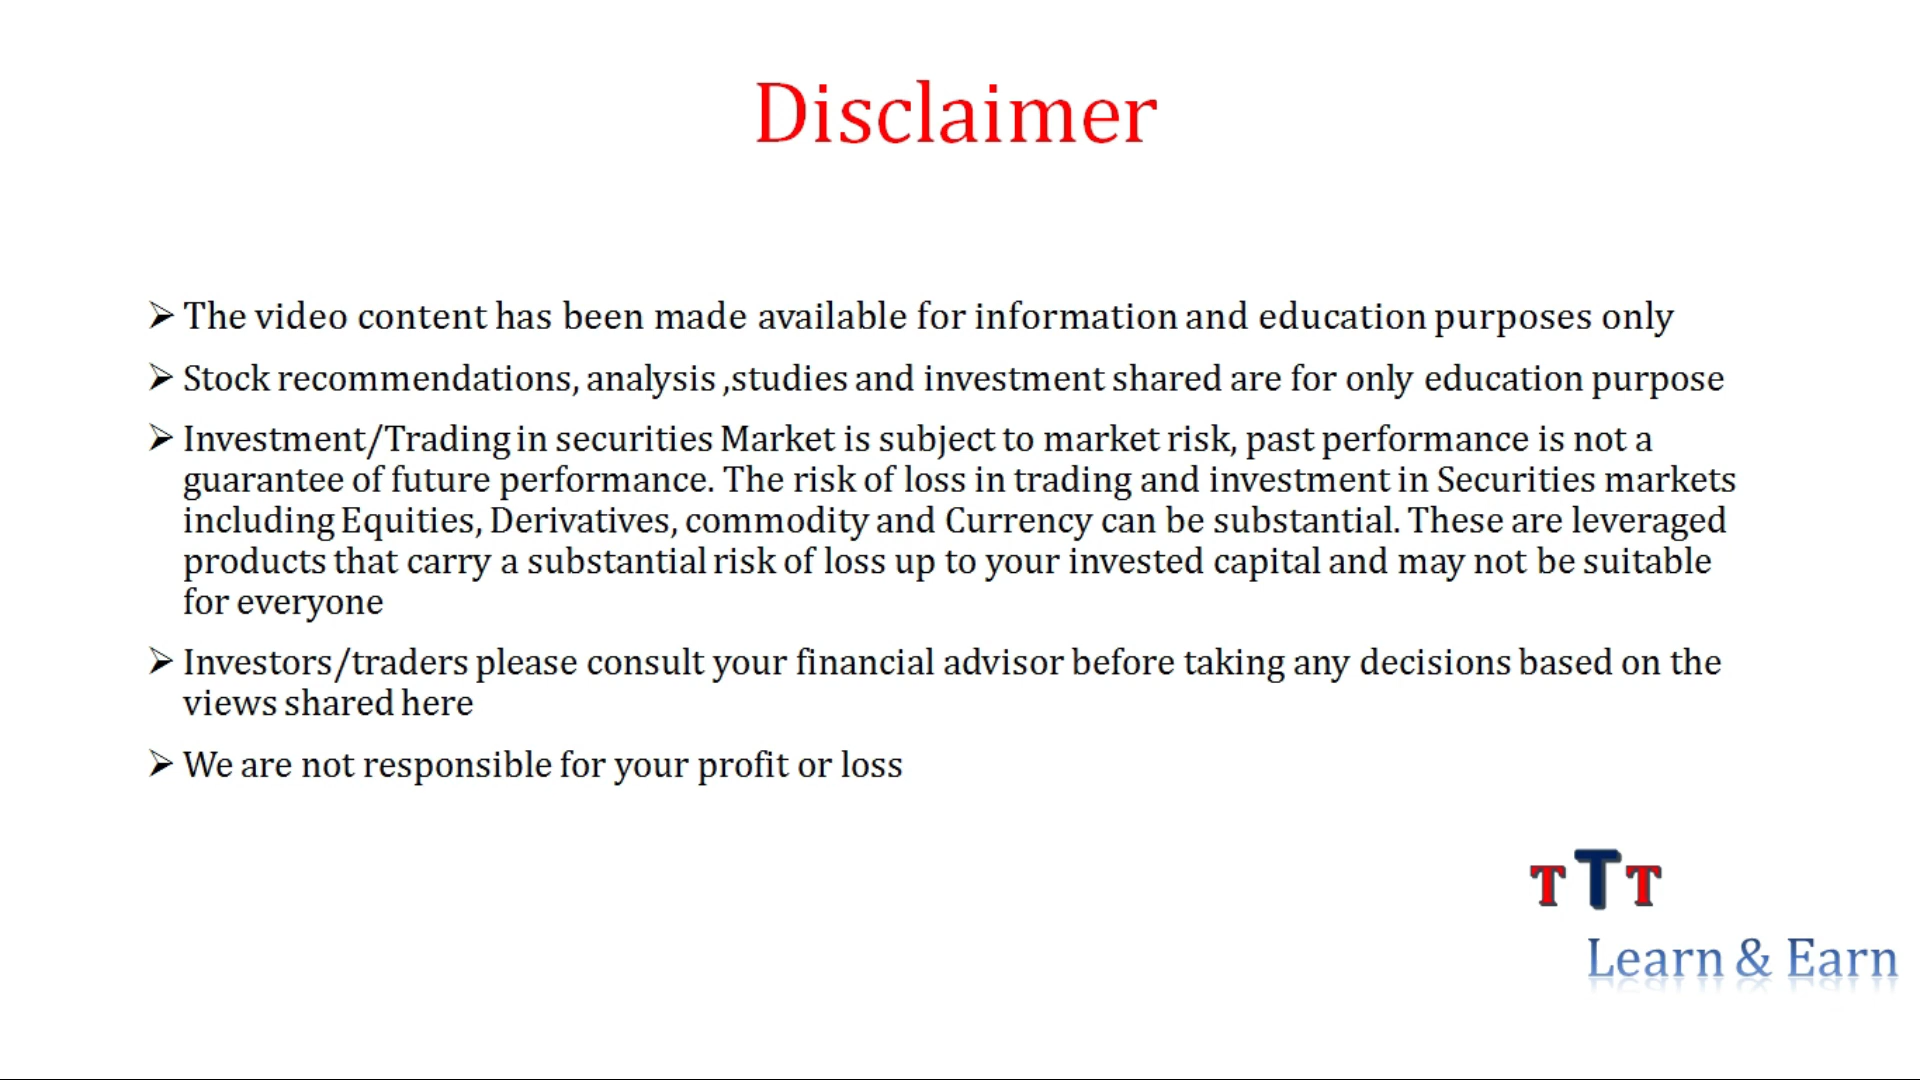 Disclaimer
➢ The video content has been made available for information and education purposes only
➢ Stock recommendations, analysis ,studies and investment shared are for only education purpose
➢ Investment/Trading in securities Market is subject to market risk, past performance is not a
guarantee of future performance. The risk of loss in trading and investment in Securities markets
including Equities, Derivatives, commodity and Currency can be substantial. These are leveraged
products that carry a substantial risk of loss up to your invested capital and may not be suitable
for everyone
➢ Investors/traders please consult your financial advisor before taking any decisions based on the
views shared here
➢ We are not responsible for your profit or loss
TTT
Learn & Earn